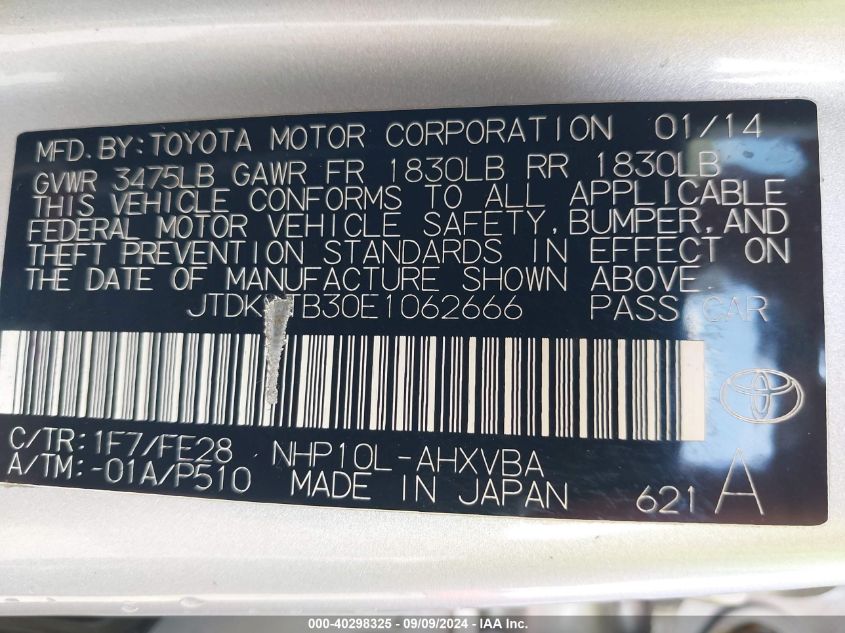 MFD. BY: TOYOTA MOTOR CORPORATION 01/14
GVWR 3475LB GAWR FR 1830LB RR 1830LB
THIS VEHICLE CONFORMS TO ALL APPLICABLE
FEDERAL MOTOR VEHICLE SAFETY, BUMPER, AND
THEFT PREVENTION STANDARDS IN EFFECT ON
THE DATE OF MANUFACTURE SHOWN ABOVE.
PASS CAR
C/TR: 1F7/FE28 NHP10L-AHXVBA
A/TM: -01A/P510 MADE IN JAPAN 621 A
000-40298325 - 09/09/2024 - IAA Inc.